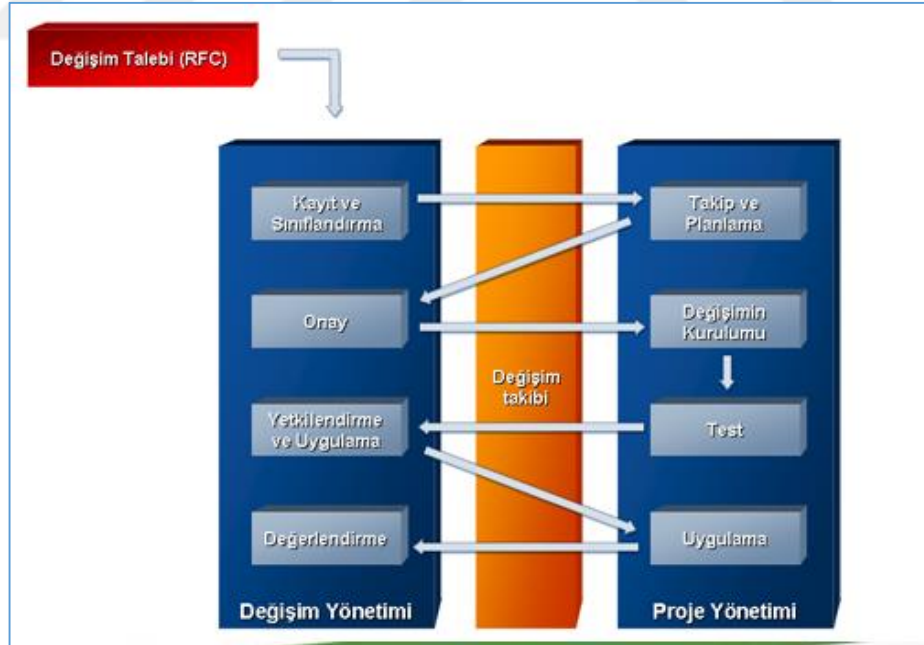 Değişim Talebi (RFC)
Kayıt ve
Sınıflandırma
Takip ve
Planlama
Onay
Değişimin
Kurulumu
Değişim
takibi
Yetkilendirme
ve Uygulama
Test
Değerlendirme
Uygulama
Değişim Yönetimi
Proje Yönetimi